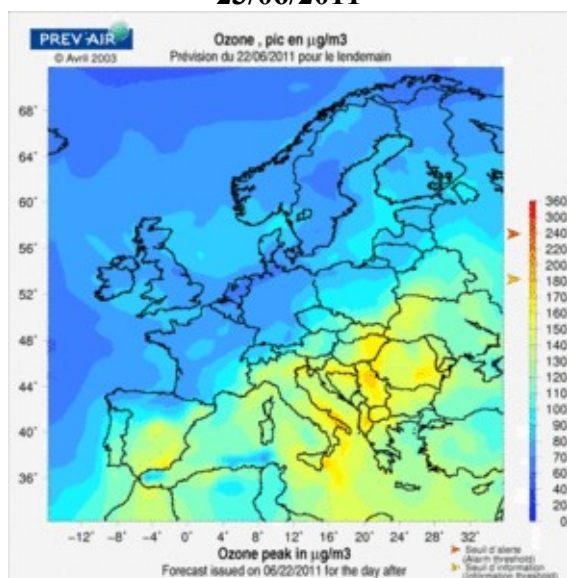 23/06/2011
PREV'AIR
© Avril 2003
Ozone , pic en µg/m3
Prévision du 22/06/2011 pour le lendemain
68°
64°
60°
56°
52°
48°
44°
40°
36°
360
300
240
200
180
170
160
150
140
130
120
110
100
90
80
70
60
50
40
20
0
-12° -8° -4° 0° 4° 8° 12° 16° 20° 24° 28° 32°
Ozone peak in µg/m3
Forecast issued on 06/22/2011 for the day after
Seuil d'alerte
(Alarm threshold)
Seuil d'information
(Information threshold)